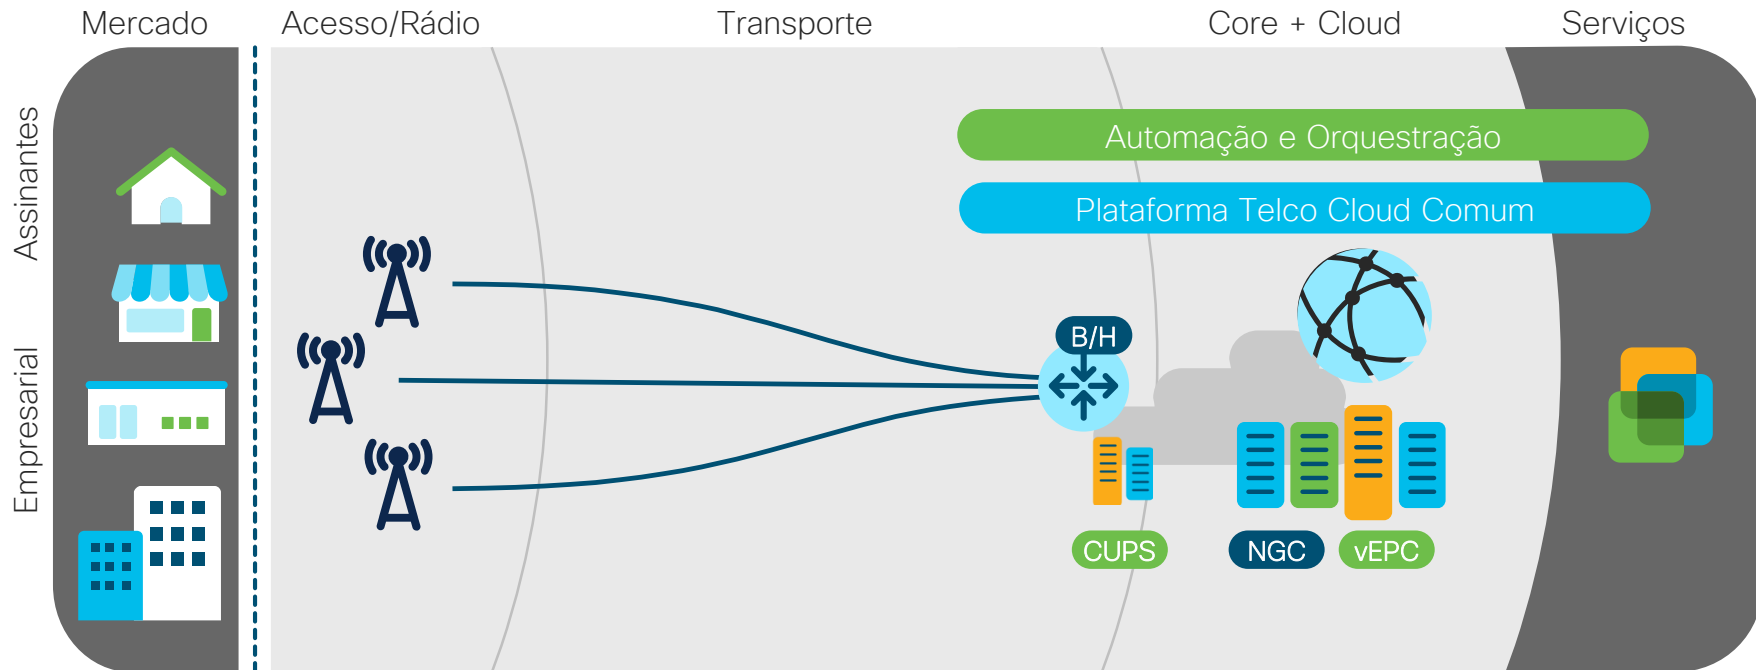 Mercado
Acesso/Rádio
Transporte
Core + Cloud
Serviços
Assinantes
Empresarial
Automação e Orquestração
Plataforma Telco Cloud Comum
B/H
CUPS
NGC
vEPC